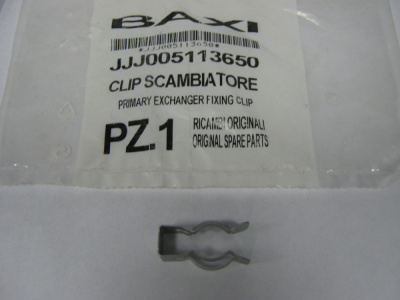 BAXI
*JJJ005113650*
JJJ005113650
CLIP SCAMBIATORE
PRIMARY EXCHANGER FIXING CLIP
PZ.1
RICAMBI ORIGINALI
ORIGINAL SPARE PARTS